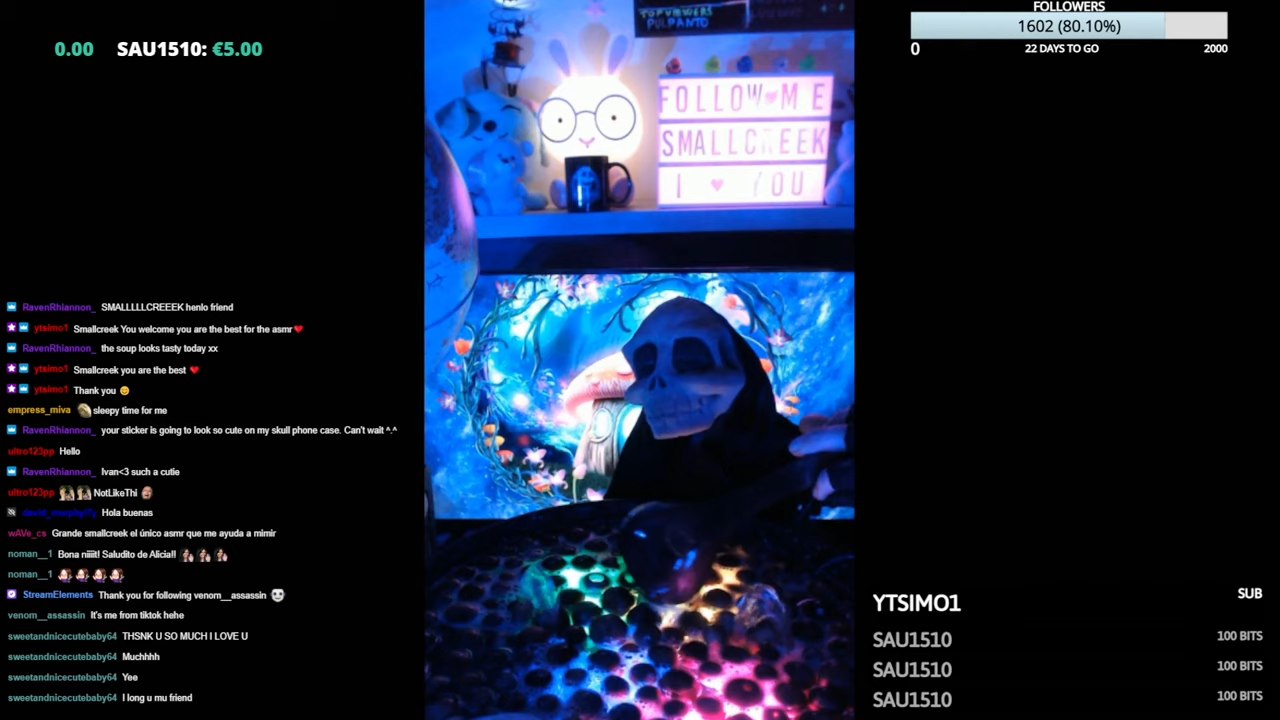 0.00 SAU1510: €5.00
TOPVIEWERS
PULPANTO
FOLLOW♥ME
SMALLCREEK
I ♥ YOU
FOLLOWERS
1602 (80.10%)
0 22 DAYS TO GO 2000
RavenRhiannon_ SMALLLLLCREEEK henlo friend
ytsimo1 Smallcreek You welcome you are the best for the asmr❤
RavenRhiannon_ the soup looks tasty today xx
ytsimo1 Smallcreek you are the best ❤
ytsimo1 Thank you 😊
empress_miva sleepy time for me
RavenRhiannon_ your sticker is going to look so cute on my skull phone case. Can't wait ^.^
ultro123pp Hello
RavenRhiannon_ Ivan<3 such a cutie
ultro123pp NotLikeThi
Hola buenas
wAVe_cs Grande smallcreek el único asmr que me ayuda a mimir
noman__1 Bona niiiit! Saludito de Alicia!!
noman__1
StreamElements Thank you for following venom__assassin
venom__assassin It's me from tiktok hehe
sweetandnicecutebaby64 THSNK U SO MUCH I LOVE U
sweetandnicecutebaby64 Muchhhh
sweetandnicecutebaby64 Yee
sweetandnicecutebaby64 I long u mu friend
YTSIMO1 SUB
SAU1510 100 BITS
SAU1510 100 BITS
SAU1510 100 BITS